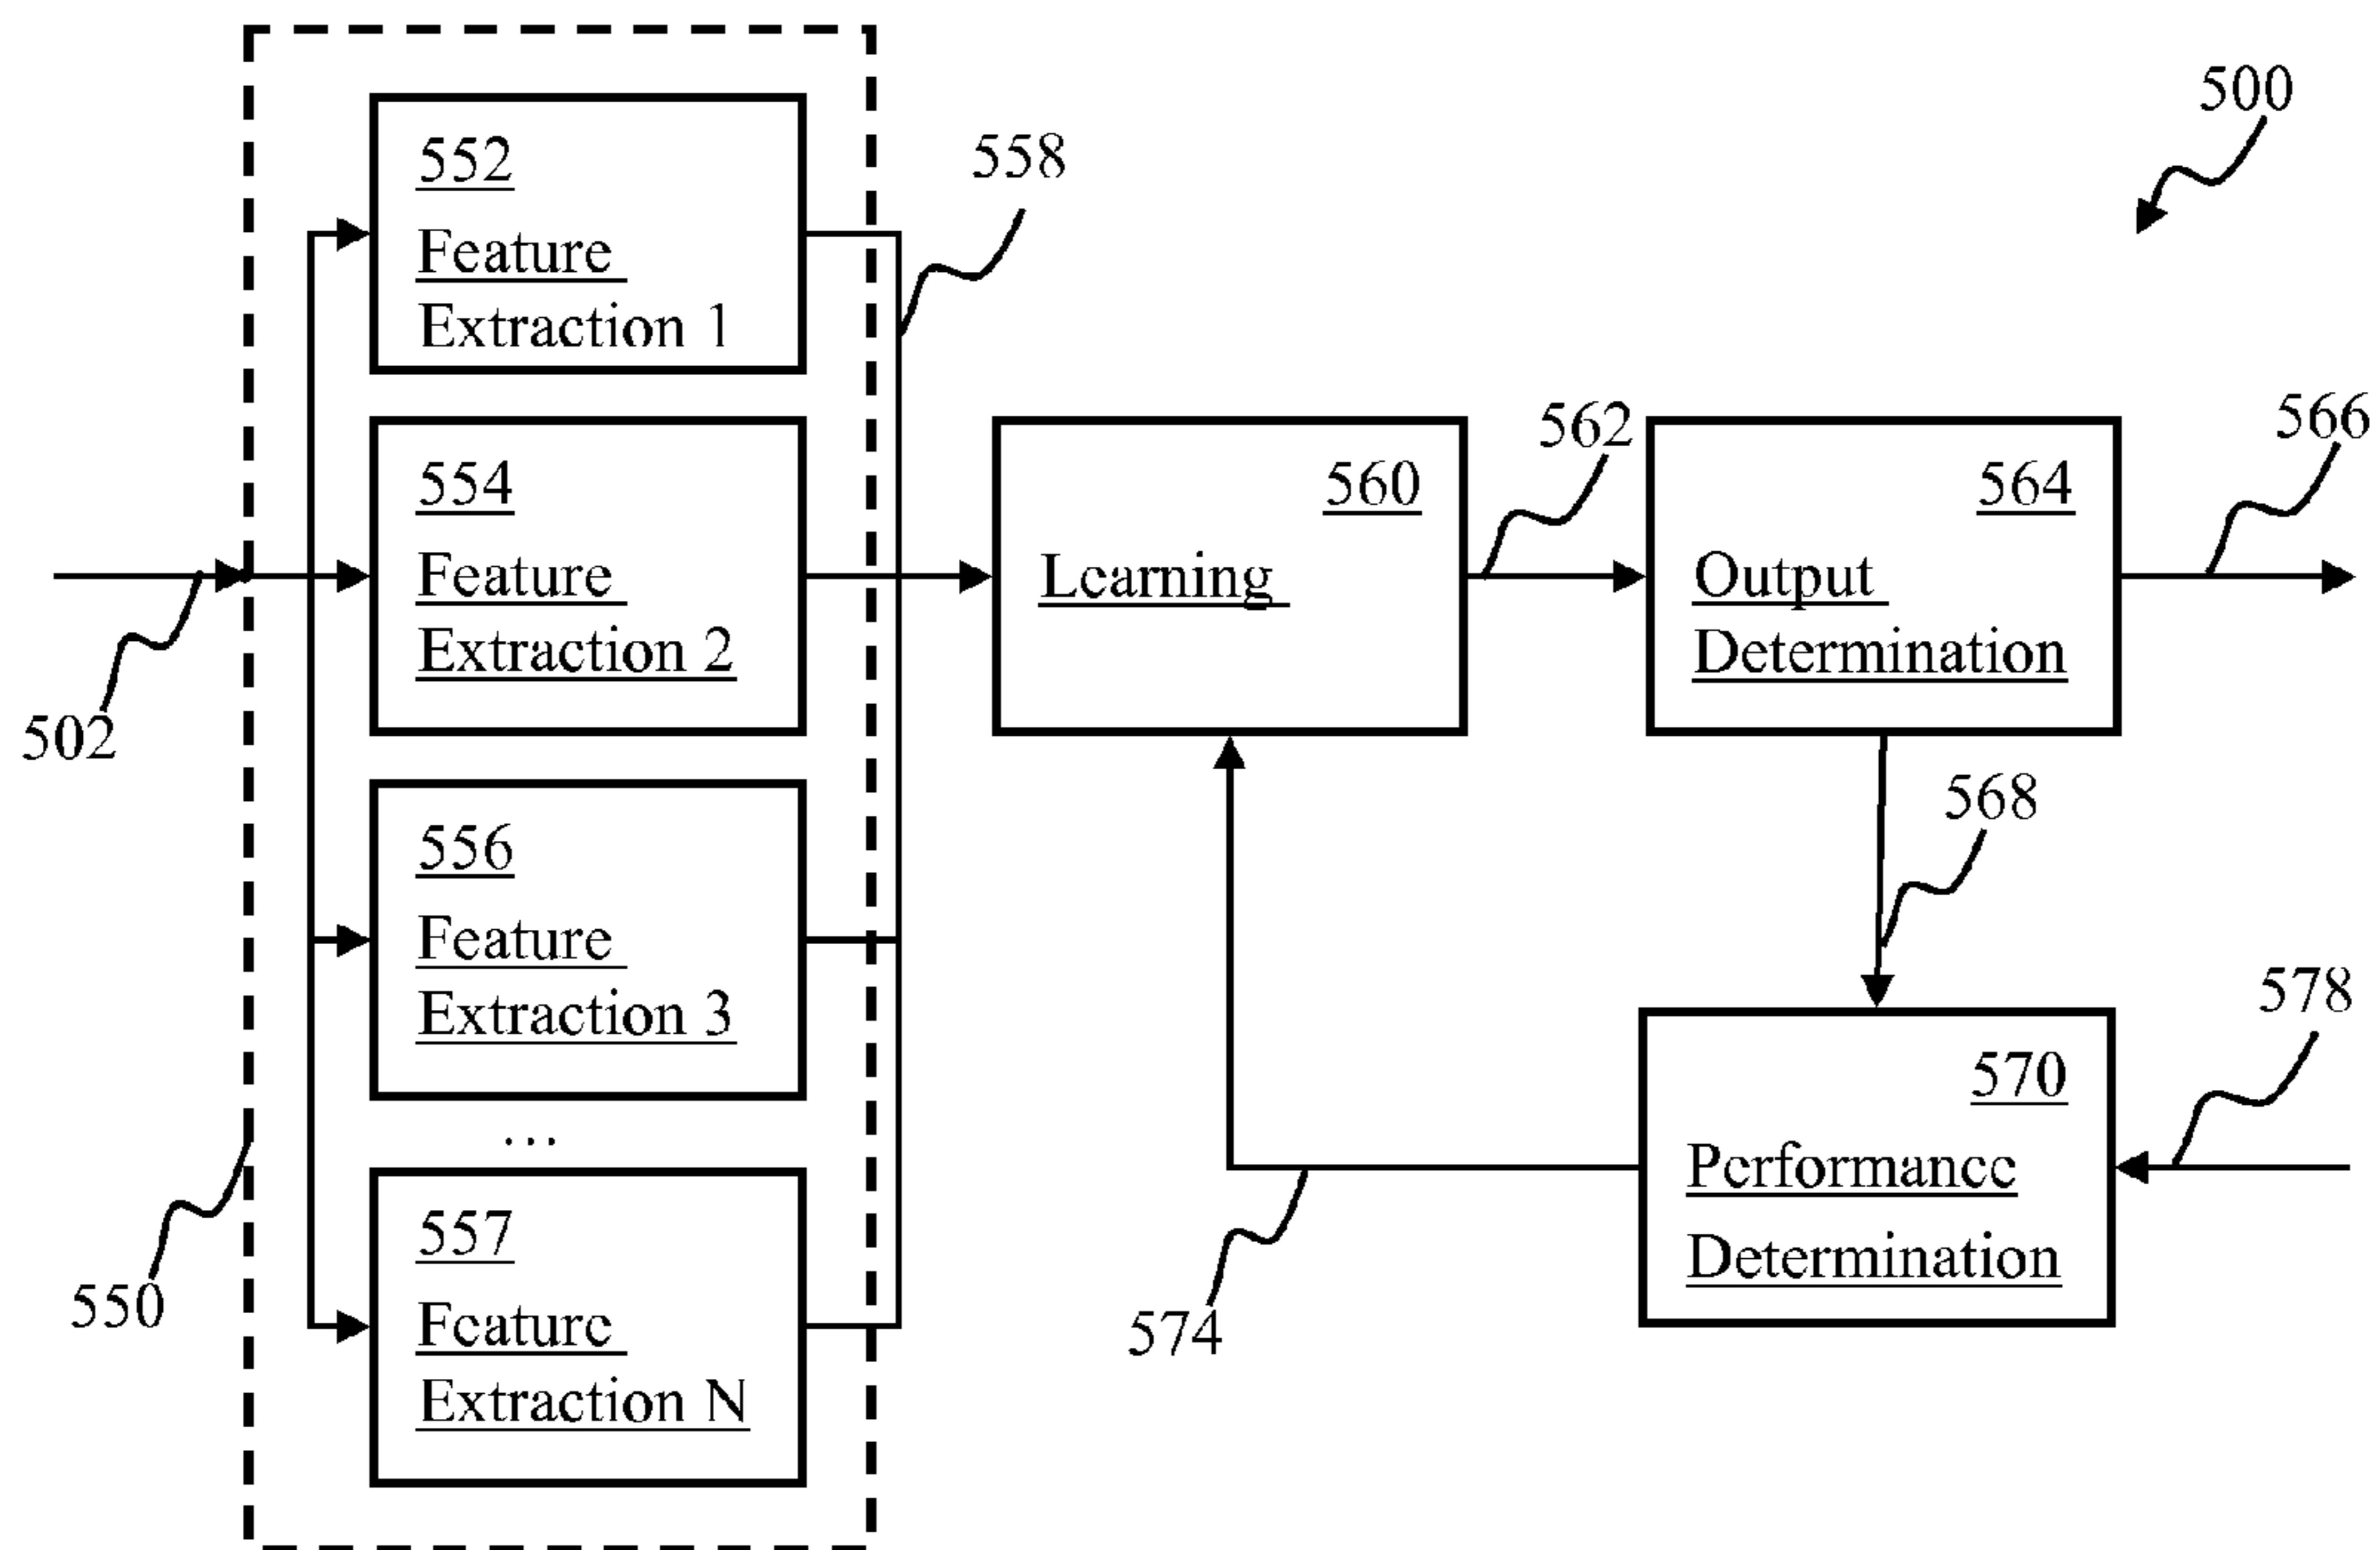 500
552
Feature
Extraction 1
558
554
Feature
Extraction 2
502
560
Learning
562
564
Output
Determination
566
556
Feature
Extraction 3
...
568
578
570
Performance
Determination
574
557
Feature
Extraction N
550